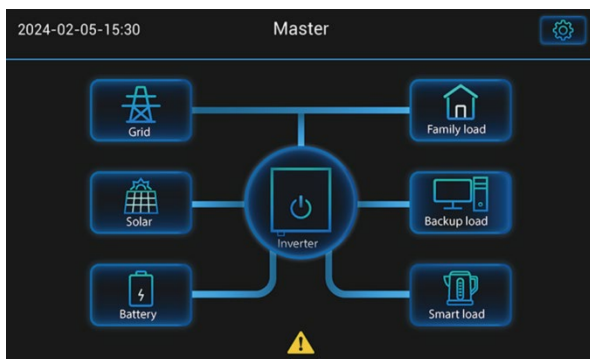 2024-02-05-15:30 Master
Grid
Family load
Solar
Inverter
Backup load
Battery
Smart load